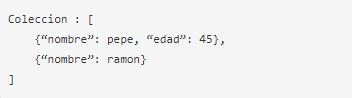 Coleccion : [
    {“nombre”: pepe, “edad”: 45},
    {“nombre”: ramon}
]